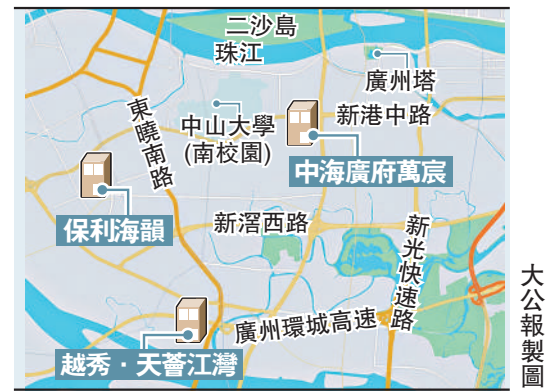 二沙島
珠江
廣州塔
新港中路
東曉南路
中山大學
(南校園)
中海廣府萬宸
保利海韻
新滘西路
新光快速路
廣州環城高速
越秀·天薈江灣
大公報製圖